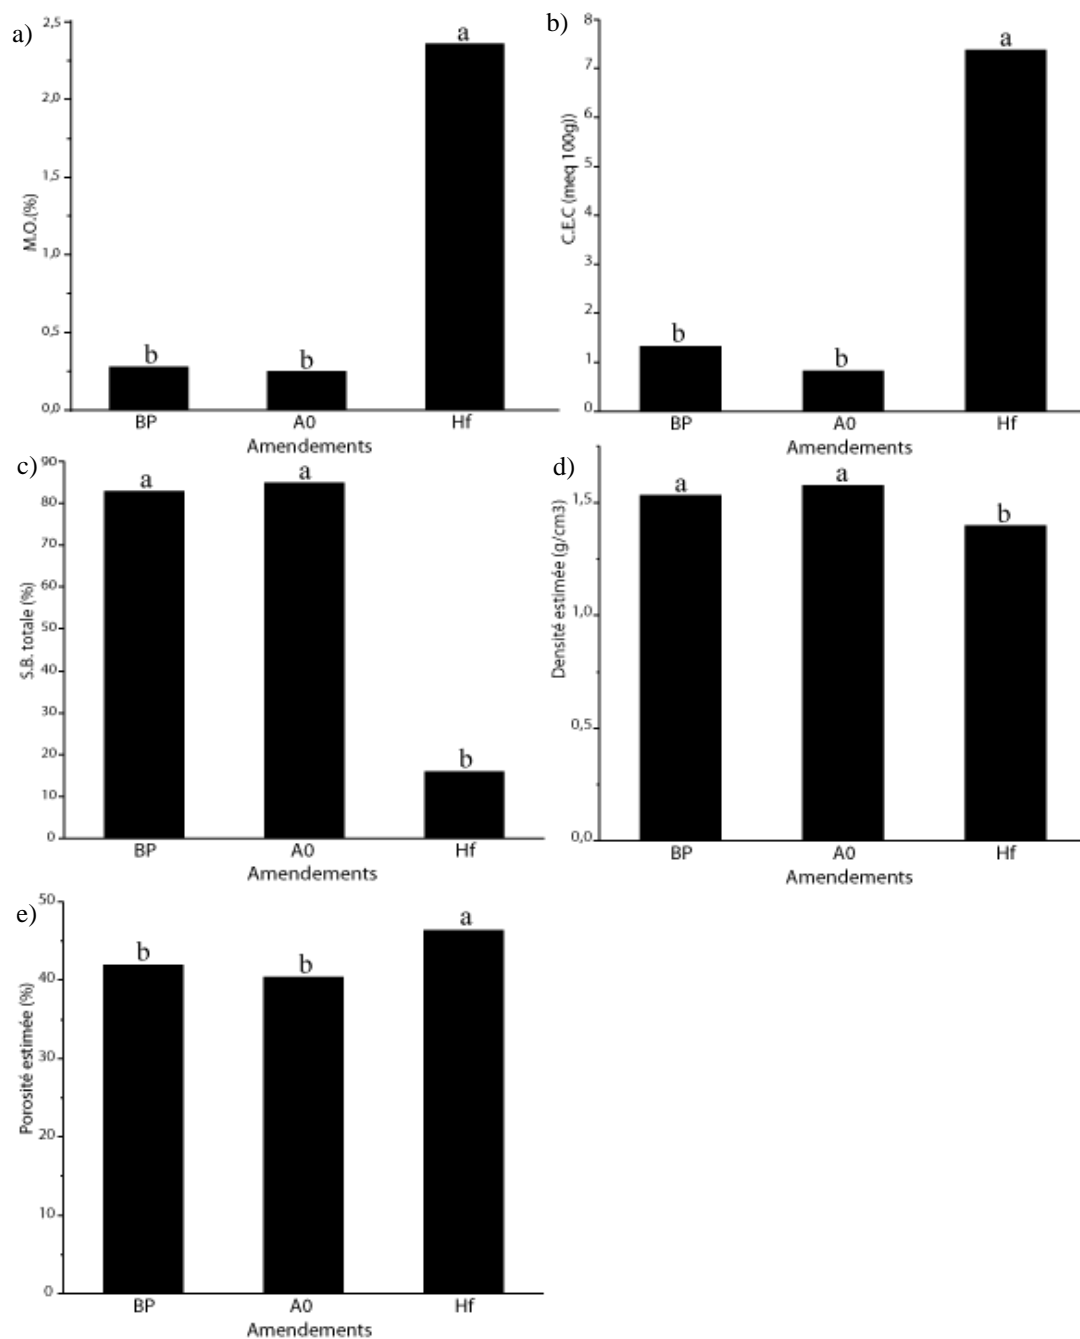 a)
M.O.(%)
2,5
2,0
1,5
1,0
0,5
0,0
b
b
a
BP
A0
Hf
Amendements
b)
C.E.C (meq 100g))
8
7
6
5
4
3
2
1
0
b
b
a
BP
A0
Hf
Amendements
c)
S.B. totale (%)
90
80
70
60
50
40
30
20
10
0
a
a
b
BP
A0
Hf
Amendements
d)
Densité estimée (g/cm3)
1,5
1,0
0,5
0,0
a
a
b
BP
A0
Hf
Amendements
e)
Porosité estimée (%)
50
40
30
20
10
0
b
b
a
BP
A0
Hf
Amendements